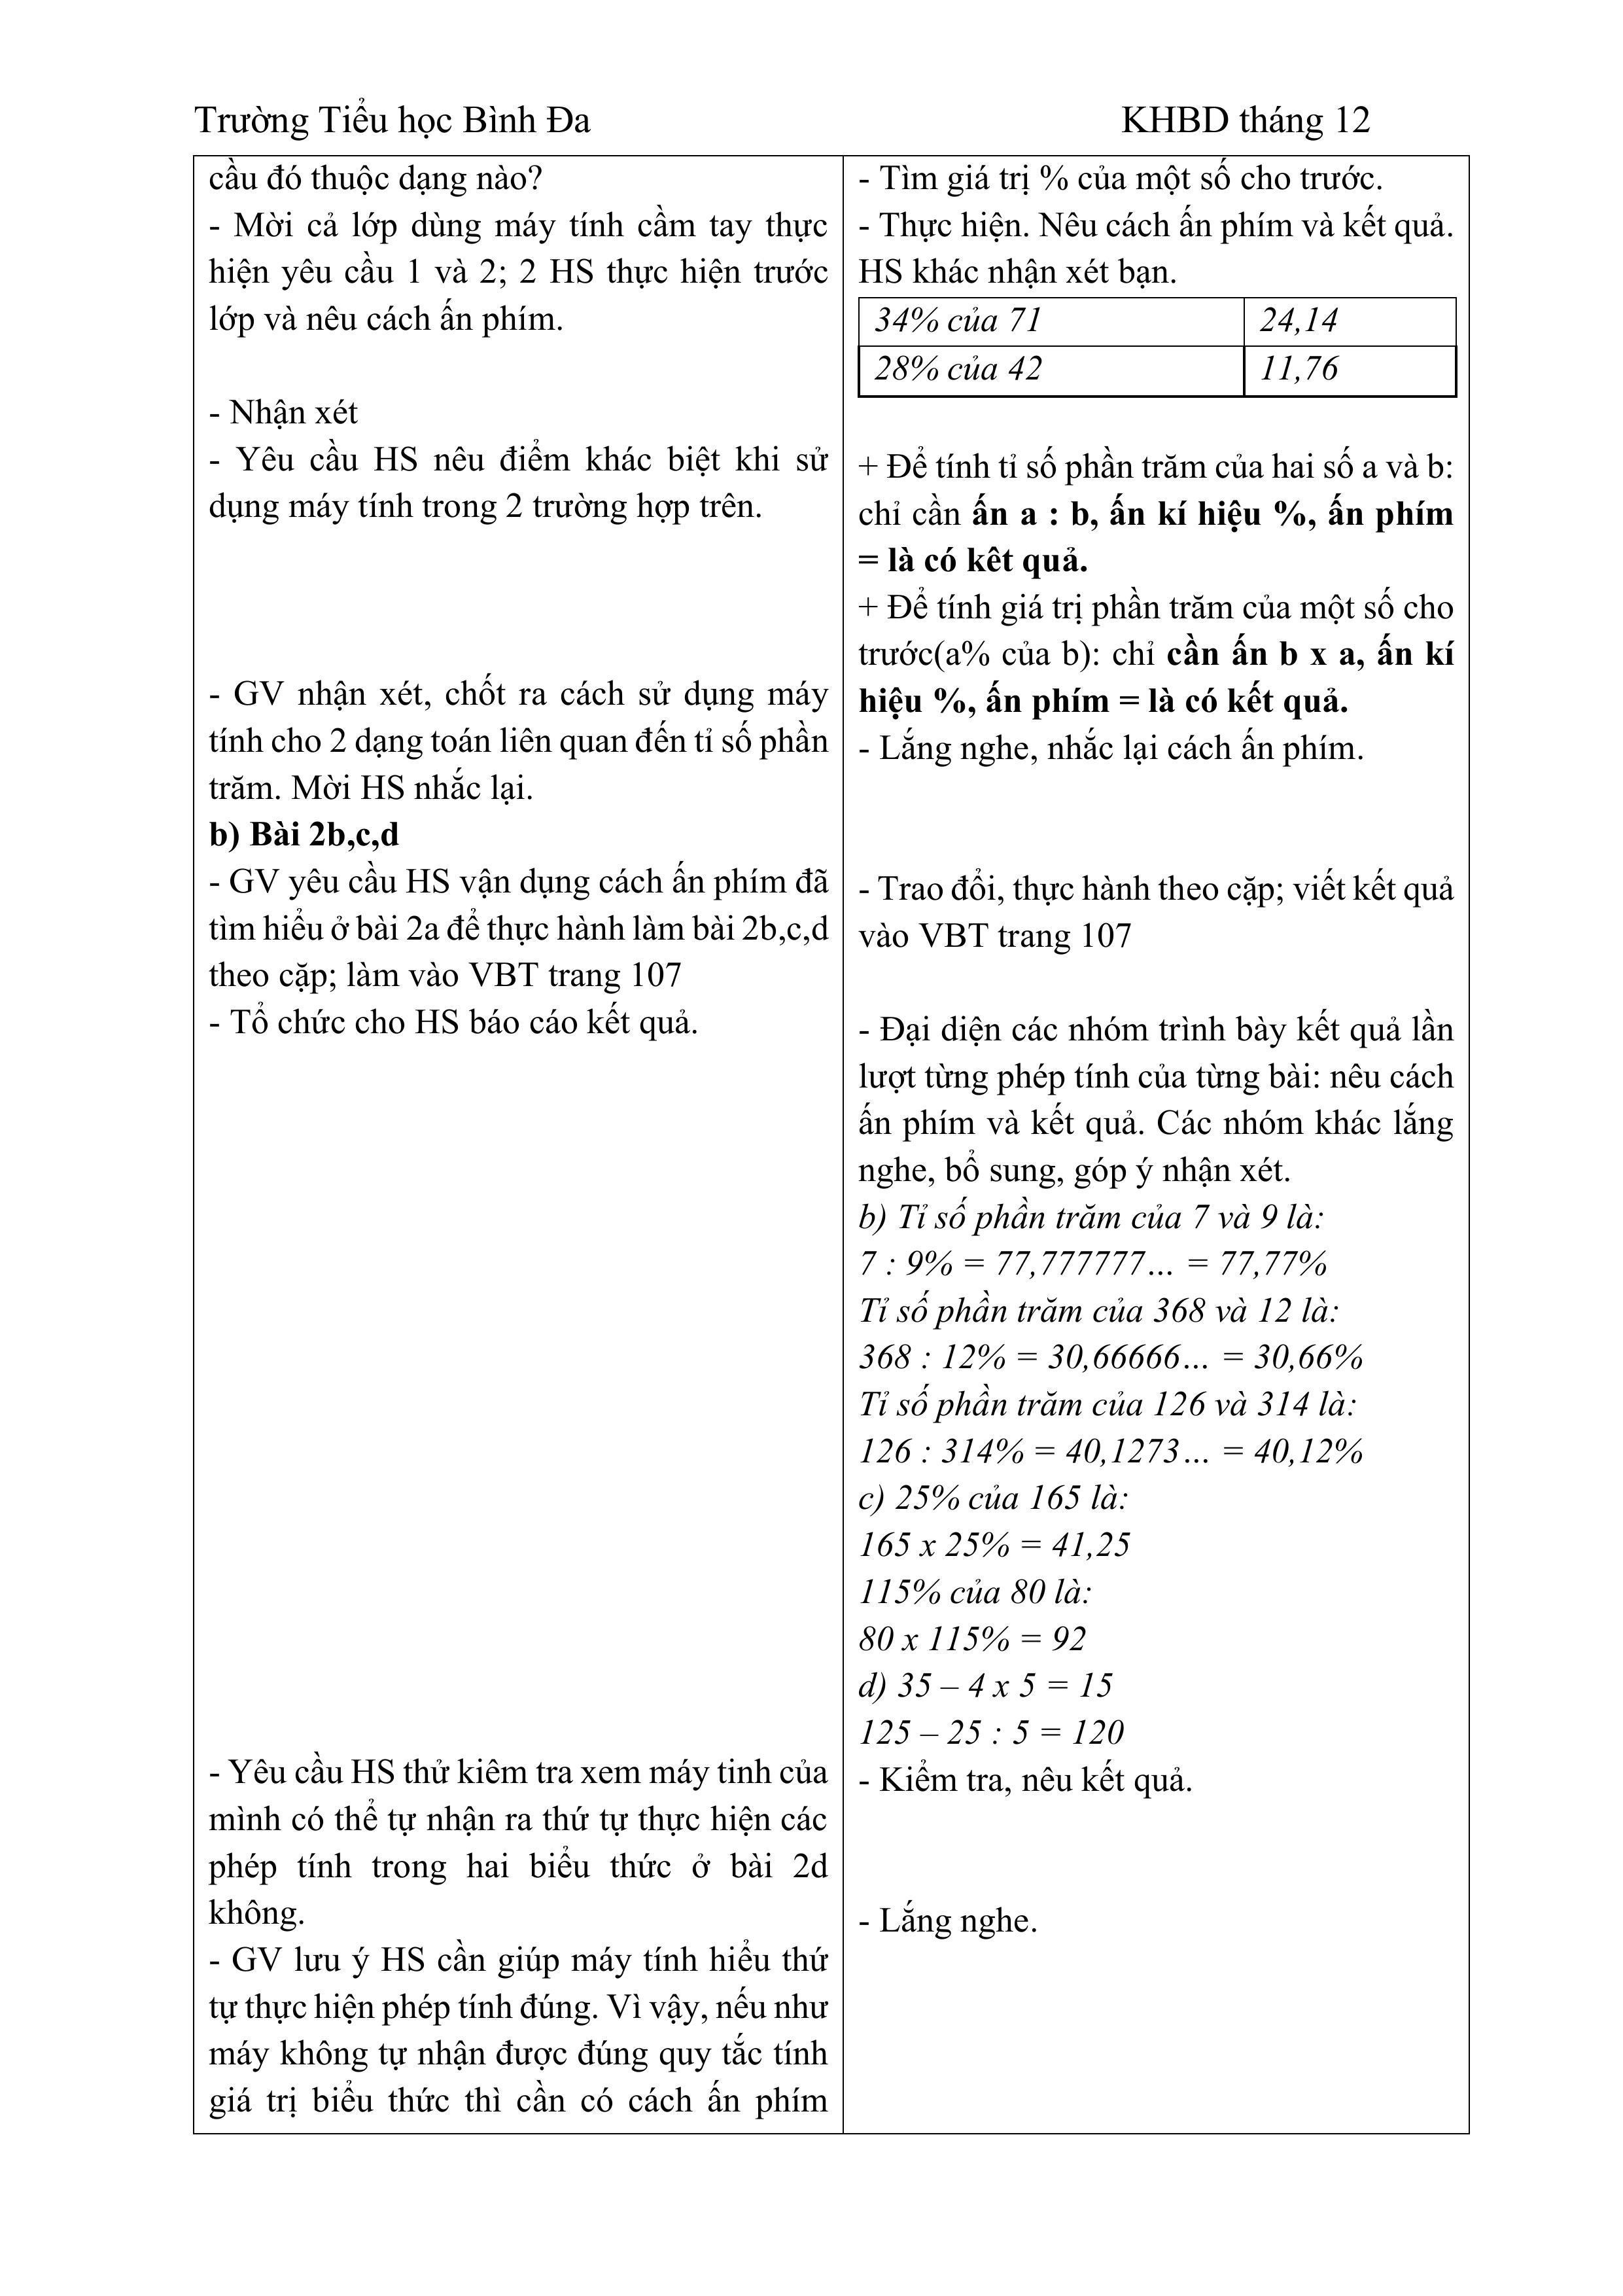 Trường Tiểu học Bình Đa
KHBD tháng 12
cầu đó thuộc dạng nào?
- Mời cả lớp dùng máy tính cầm tay thực
hiện yêu cầu 1 và 2; 2 HS thực hiện trước
lớp và nêu cách ấn phím.
- Nhận xét
- Yêu cầu HS nêu điểm khác biệt khi sử
dụng máy tính trong 2 trường hợp trên.
- GV nhận xét, chốt ra cách sử dụng máy
tính cho 2 dạng toán liên quan đến tỉ số phần
trăm. Mời HS nhắc lại.
b) Bài 2b,c,d
- GV yêu cầu HS vận dụng cách ấn phím đã
tìm hiểu ở bài 2a để thực hành làm bài 2b,c,d
theo cặp; làm vào VBT trang 107
- Tổ chức cho HS báo cáo kết quả.
- Yêu cầu HS thử kiêm tra xem máy tinh của
mình có thể tự nhận ra thứ tự thực hiện các
phép tính trong hai biểu thức ở bài 2d
không.
- GV lưu ý HS cần giúp máy tính hiểu thứ
tự thực hiện phép tính đúng. Vì vậy, nếu như
máy không tự nhận được đúng quy tắc tính
giá trị biểu thức thì cần có cách ấn phím
- Tìm giá trị % của một số cho trước.
- Thực hiện. Nêu cách ấn phím và kết quả.
HS khác nhận xét bạn.
34% của 71 24,14
28% của 42 11,76
+ Để tính tỉ số phần trăm của hai số a và b:
chỉ cần ấn a : b, ấn kí hiệu %, ấn phím
= là có kêt quả.
+ Để tính giá trị phần trăm của một số cho
trước(a% của b): chỉ cần ấn b x a, ấn kí
hiệu %, ấn phím = là có kết quả.
- Lắng nghe, nhắc lại cách ấn phím.
- Trao đổi, thực hành theo cặp; viết kết quả
vào VBT trang 107
- Đại diện các nhóm trình bày kết quả lần
lượt từng phép tính của từng bài: nêu cách
ấn phím và kết quả. Các nhóm khác lắng
nghe, bổ sung, góp ý nhận xét.
b) Tỉ số phần trăm của 7 và 9 là:
7 : 9% = 77,777777… = 77,77%
Tỉ số phần trăm của 368 và 12 là:
368 : 12% = 30,66666… = 30,66%
Tỉ số phần trăm của 126 và 314 là:
126 : 314% = 40,1273… = 40,12%
c) 25% của 165 là:
165 x 25% = 41,25
115% của 80 là:
80 x 115% = 92
d) 35 – 4 x 5 = 15
125 – 25 : 5 = 120
- Kiểm tra, nêu kết quả.
- Lắng nghe.